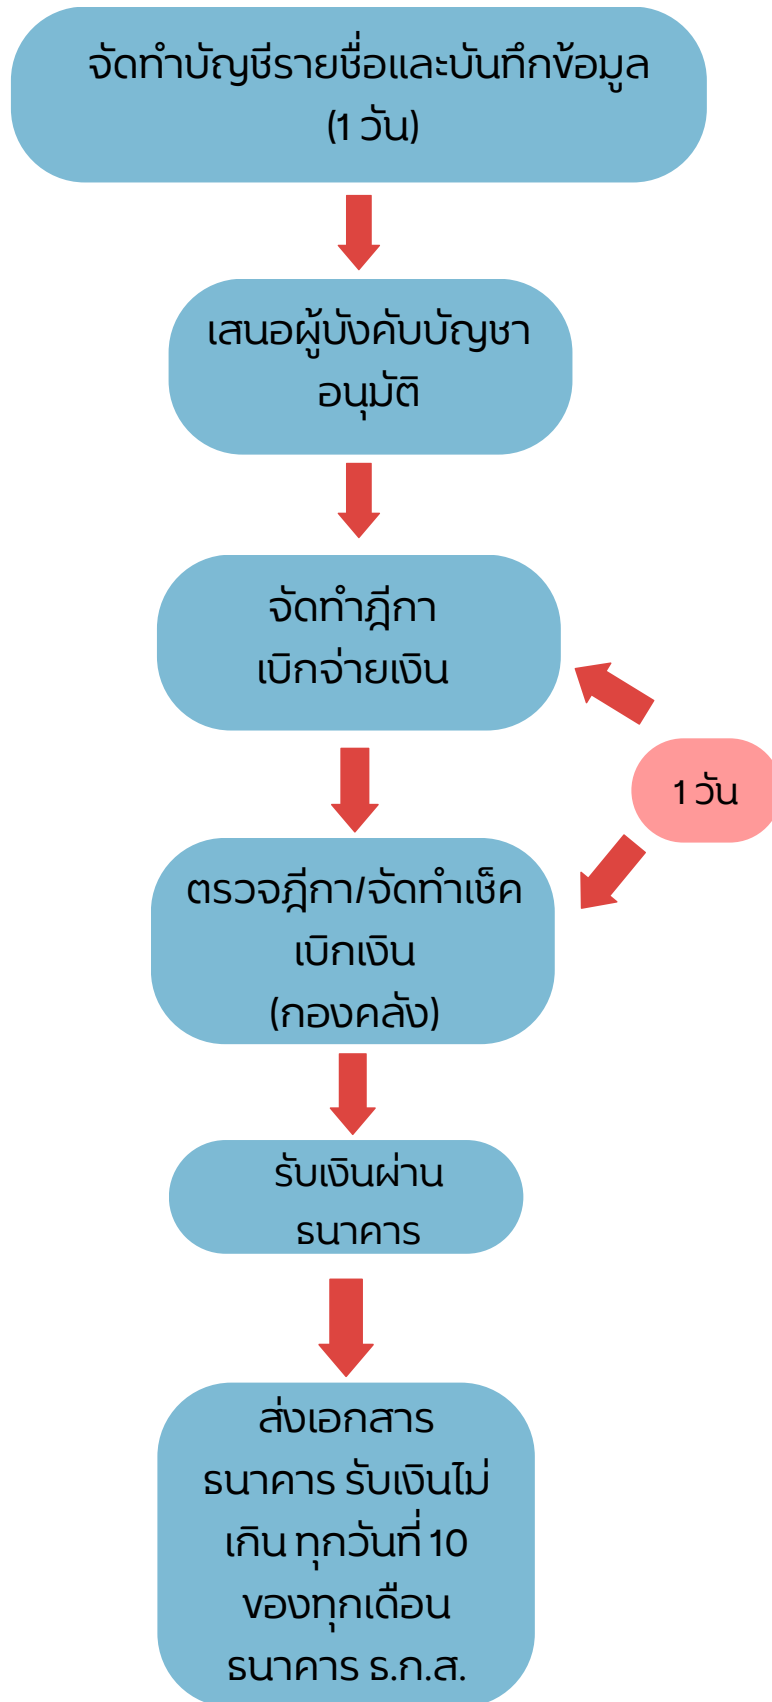 จัดทำบัญชีรายชื่อและบันทึกข้อมูล
(1 วัน)
เสนอผู้บังคับบัญชา
อนุมัติ
จัดทำฎีกา
เบิกจ่ายเงิน
1 วัน
ตรวจฎีกา/จัดทำเช็ค
เบิกเงิน
(กองคลัง)
รับเงินผ่าน
ธนาคาร
ส่งเอกสาร
ธนาคาร รับเงินไม่
เกิน ทุกวันที่ 10
ของทุกเดือน
ธนาคาร ธ.ก.ส.